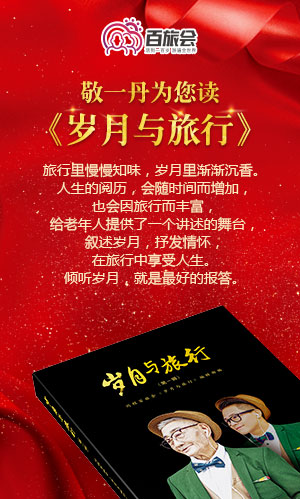 百旅会
敬一丹为您读
《岁月与旅行》
旅行里慢慢知味，岁月里渐渐沉香。
人生的阅历，会随时间而增加，
也会因旅行而丰富，
给老年人提供了一个讲述的舞台，
叙述岁月，抒发情怀，
在旅行中享受人生。
倾听岁月，就是最好的报答。
岁月与旅行